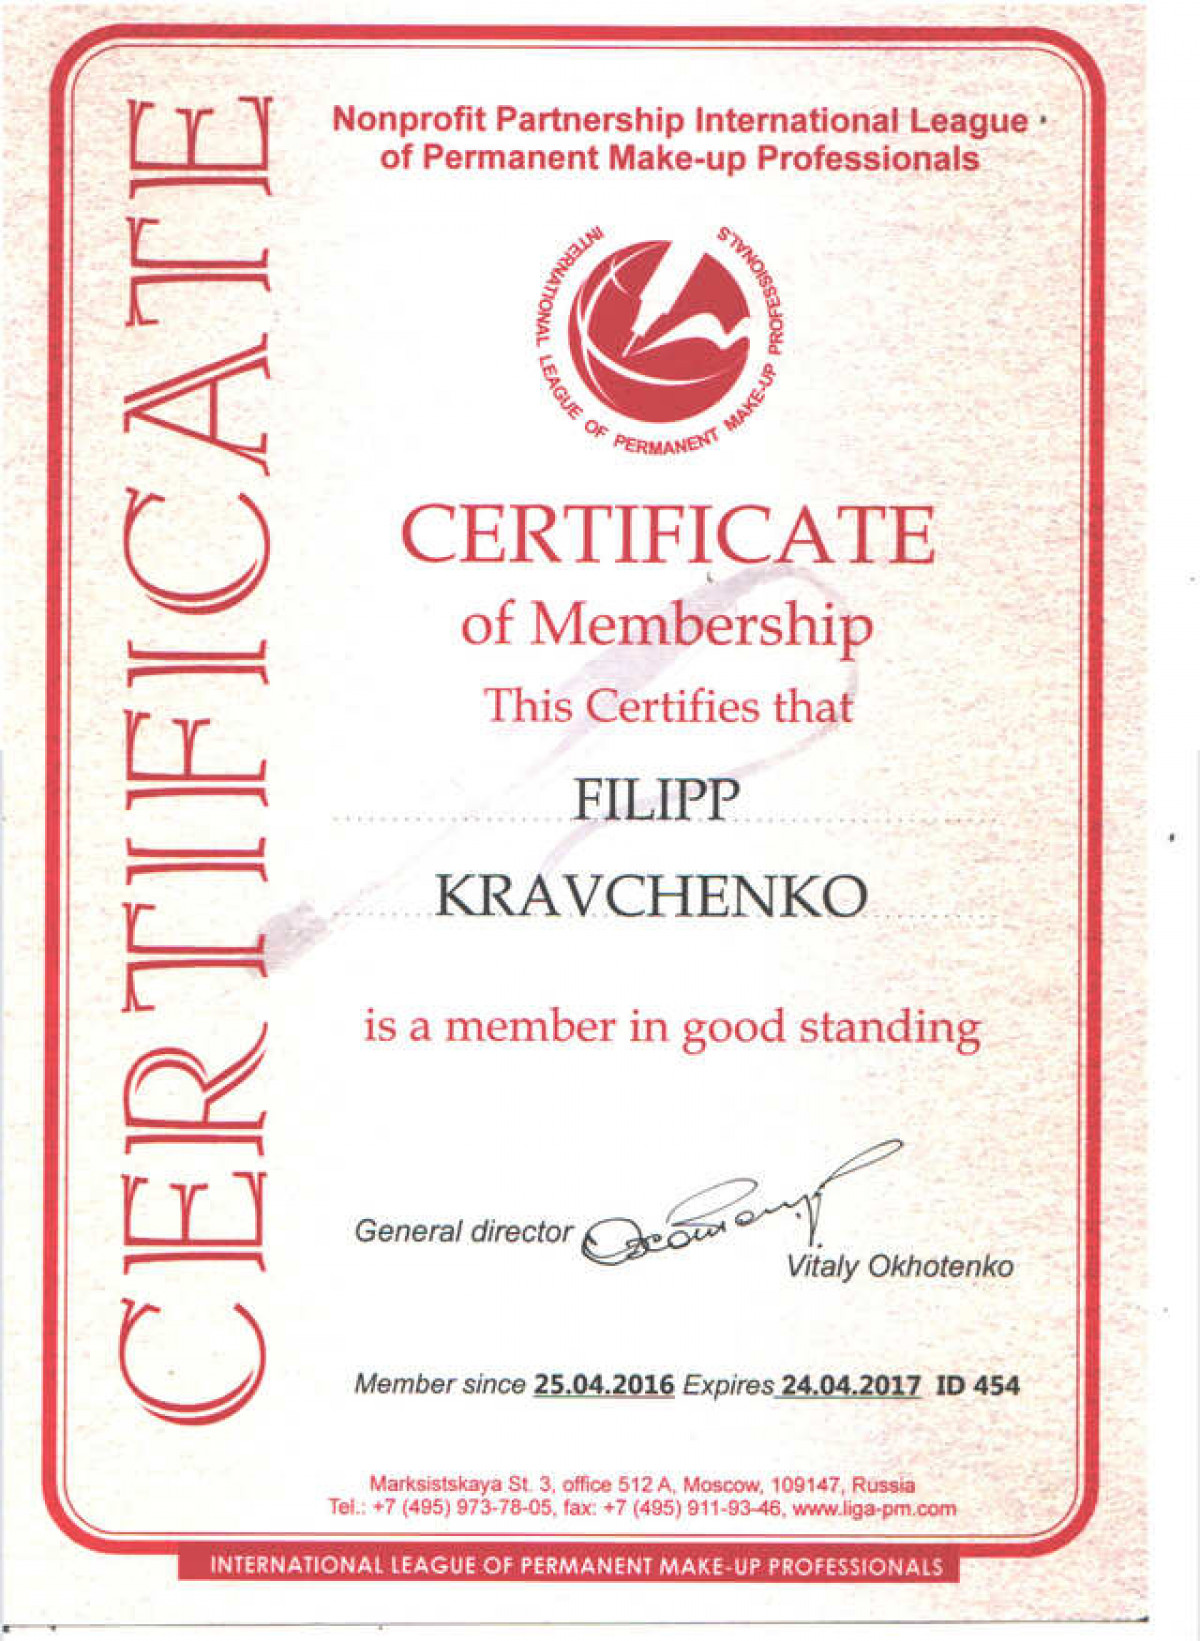 CERTIFICATE
Nonprofit Partnership International League
of Permanent Make-up Professionals
INTERNATIONAL LEAGUE OF PERMANENT MAKE-UP PROFESSIONALS
CERTIFICATE
of Membership
This Certifies that
FILIPP
KRAVCHENKO
is a member in good standing
General director
Vitaly Okhotenko
Member since 25.04.2016 Expires 24.04.2017 ID 454
Marksistskaya St. 3, office 512 A, Moscow, 109147, Russia
Tel.: +7 (495) 973-78-05, fax: +7 (495) 911-93-46, www.liga-pm.com
INTERNATIONAL LEAGUE OF PERMANENT MAKE-UP PROFESSIONALS